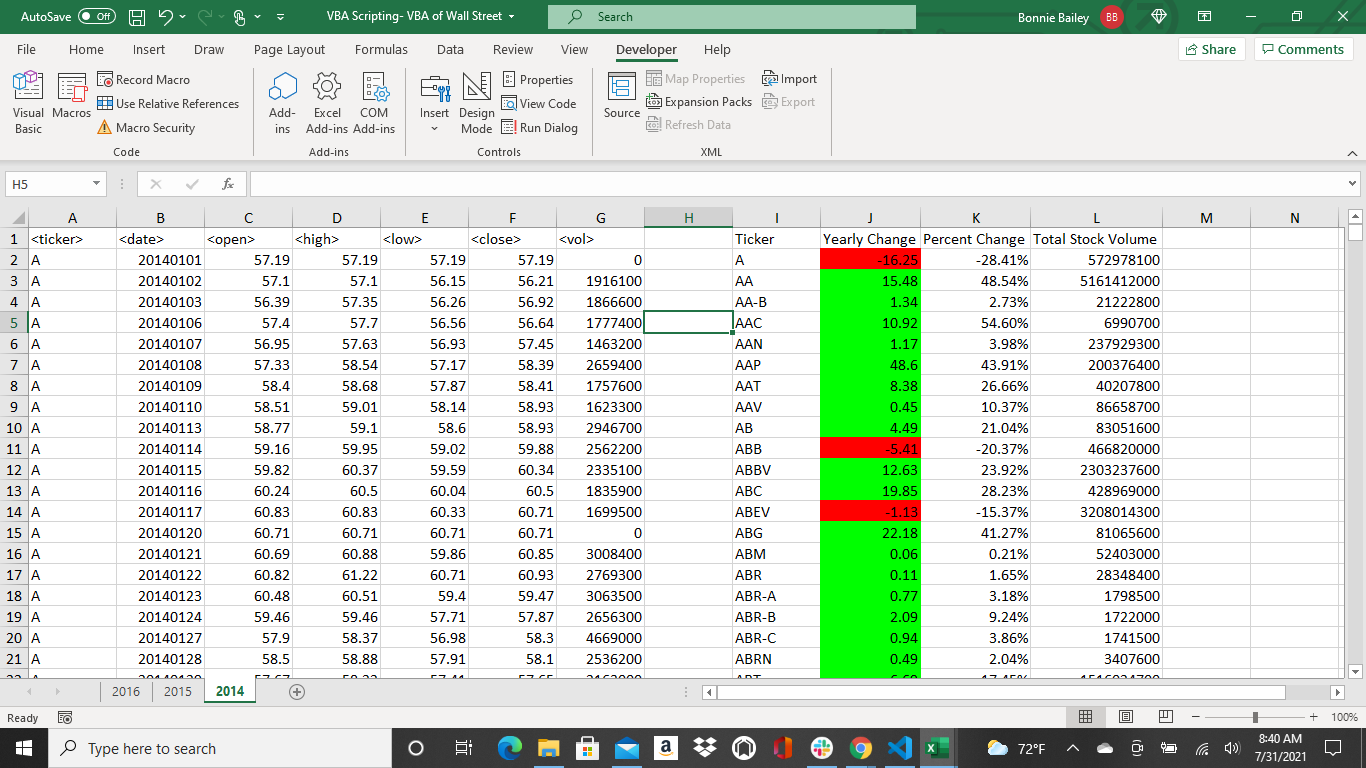 AutoSave Off VBA Scripting- VBA of Wall Street Search Bonnie Bailey BB
File Home Insert Draw Page Layout Formulas Data Review View Developer Help Share Comments
Visual Basic
Macros
Record Macro
Use Relative References
Macro Security
Code
Add-ins
Excel Add-ins
COM Add-ins
Add-ins
Insert
Design Mode
Properties
View Code
Run Dialog
Controls
Source
Map Properties
Expansion Packs
Refresh Data
Import
Export
XML
H5 fx
A B C D E F G H I J K L M N
1 <ticker> <date> <open> <high> <low> <close> <vol> Ticker Yearly Change Percent Change Total Stock Volume
2 A 20140101 57.19 57.19 57.19 57.19 0 A -16.25 -28.41% 572978100
3 A 20140102 57.1 57.1 56.15 56.21 1916100 AA 15.48 48.54% 5161412000
4 A 20140103 56.39 57.35 56.26 56.92 1866600 AA-B 1.34 2.73% 21222800
5 A 20140106 57.4 57.7 56.56 56.64 1777400 AAC 10.92 54.60% 6990700
6 A 20140107 56.95 57.63 56.93 57.45 1463200 AAN 1.17 3.98% 237929300
7 A 20140108 57.33 58.54 57.17 58.39 2659400 AAP 48.6 43.91% 200376400
8 A 20140109 58.4 58.68 57.87 58.41 1757600 AAT 8.38 26.66% 40207800
9 A 20140110 58.51 59.01 58.14 58.93 1623300 AAV 0.45 10.37% 86658700
10 A 20140113 58.77 59.1 58.6 58.93 2946700 AB 4.49 21.04% 83051600
11 A 20140114 59.16 59.95 59.02 59.88 2562200 ABB -5.41 -20.37% 466820000
12 A 20140115 59.82 60.37 59.59 60.34 2335100 ABBV 12.63 23.92% 2303237600
13 A 20140116 60.24 60.5 60.04 60.5 1835900 ABC 19.85 28.23% 428969000
14 A 20140117 60.83 60.83 60.33 60.71 1699500 ABEV -1.13 -15.37% 3208014300
15 A 20140120 60.71 60.71 60.71 60.71 0 ABG 22.18 41.27% 81065600
16 A 20140121 60.69 60.88 59.86 60.85 3008400 ABM 0.06 0.21% 52403000
17 A 20140122 60.82 61.22 60.71 60.93 2769300 ABR 0.11 1.65% 28348400
18 A 20140123 60.48 60.51 59.4 59.47 3063500 ABR-A 0.77 3.18% 1798500
19 A 20140124 59.46 59.46 57.71 57.87 2656300 ABR-B 2.09 9.24% 1722000
20 A 20140127 57.9 58.37 56.98 58.3 4669000 ABR-C 0.94 3.86% 1741500
21 A 20140128 58.5 58.88 57.91 58.1 2536200 ABRN 0.49 2.04% 3407600
2016 2015 2014
Ready 100%
Type here to search 72°F 8:40 AM
7/31/2021